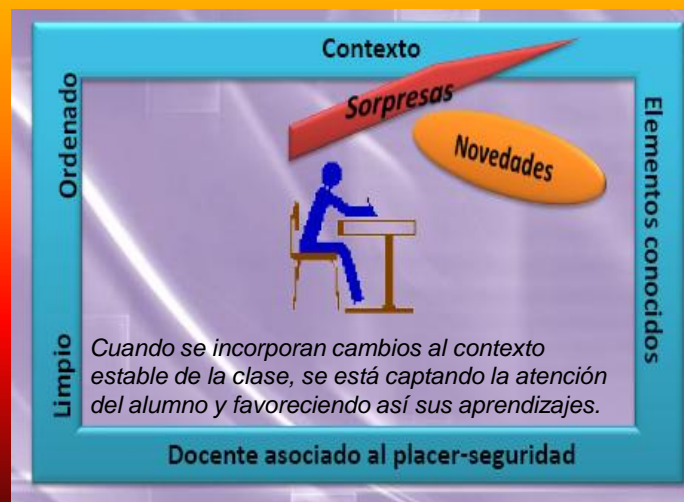 Contexto
Ordenado
Limpio
Sorpresas
Novedades
Elementos conocidos
Cuando se incorporan cambios al contexto
estable de la clase, se está captando la atención
del alumno y favoreciendo así sus aprendizajes.
Docente asociado al placer-seguridad